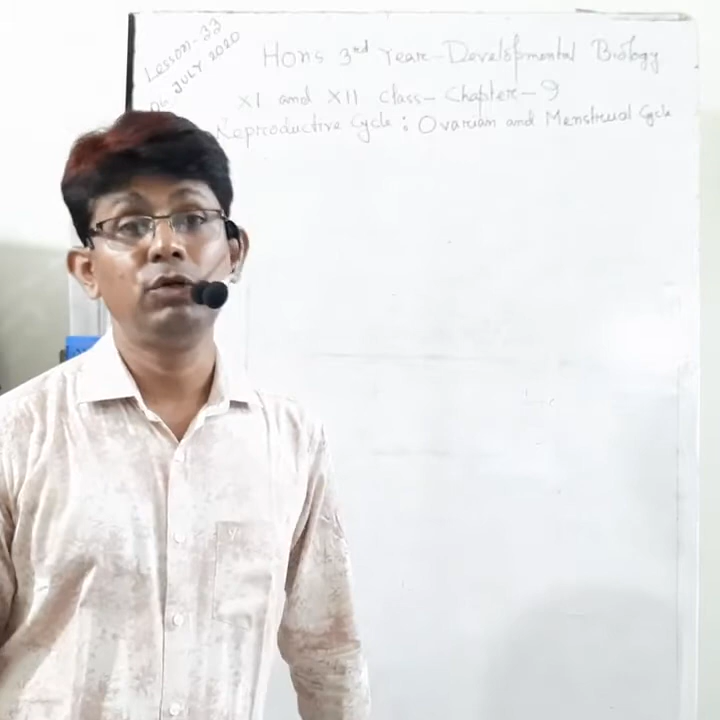 Lesson-33
JULY 2020
Hons 3rd Year-Developmental Biology
XI and XII Class- Chapter-9
Reproductive Cycle : Ovarian and Menstrual Cycle